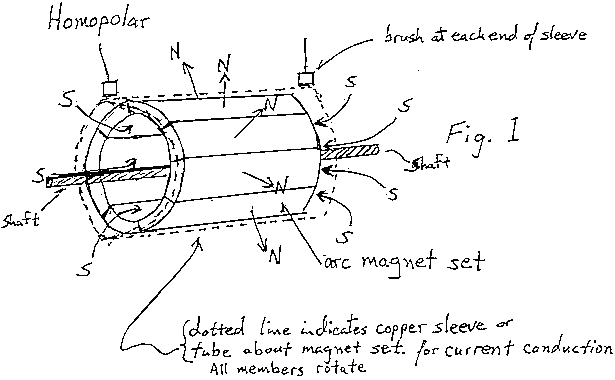 Homopolar
brush at each end of sleeve
N
N
S
S
N
S
S
Fig. 1
S
shaft
S
shaft
N
S
S
N
arc magnet set
dotted line indicates copper sleeve or
tube about magnet set. for current conduction
All members rotate